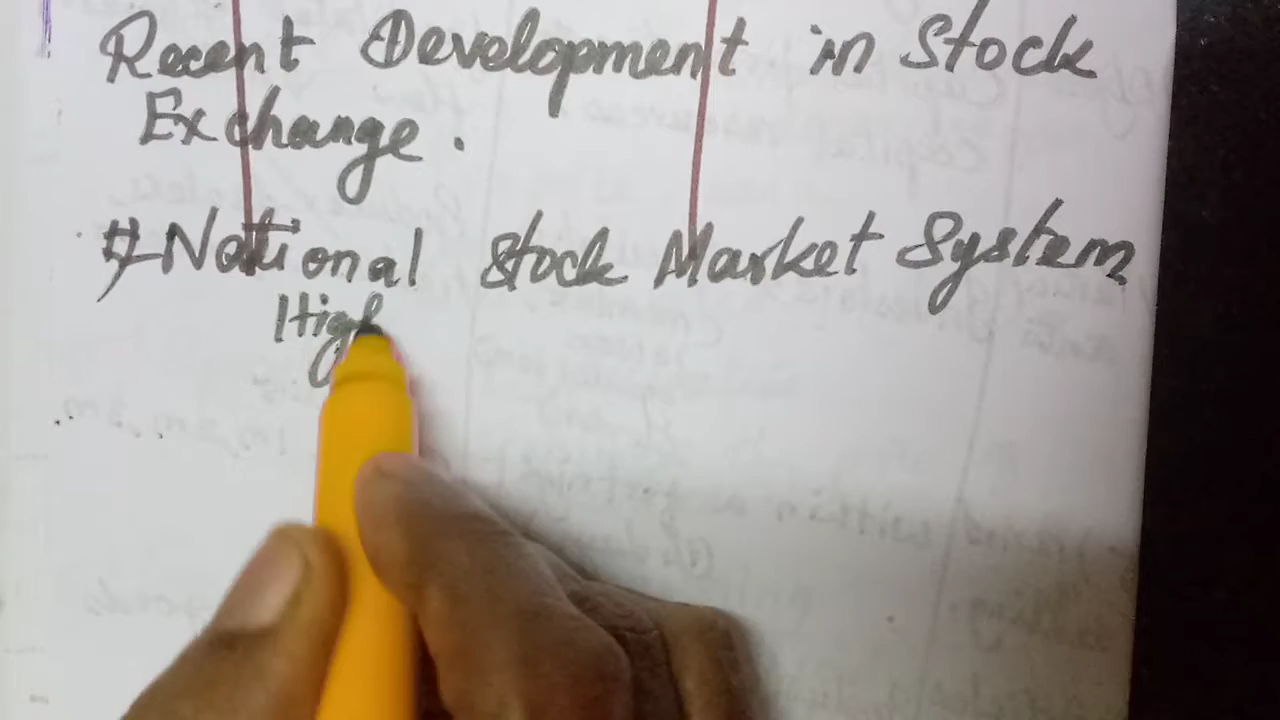 Recent Development in Stock
Exchange.
# National Stock Market System
High